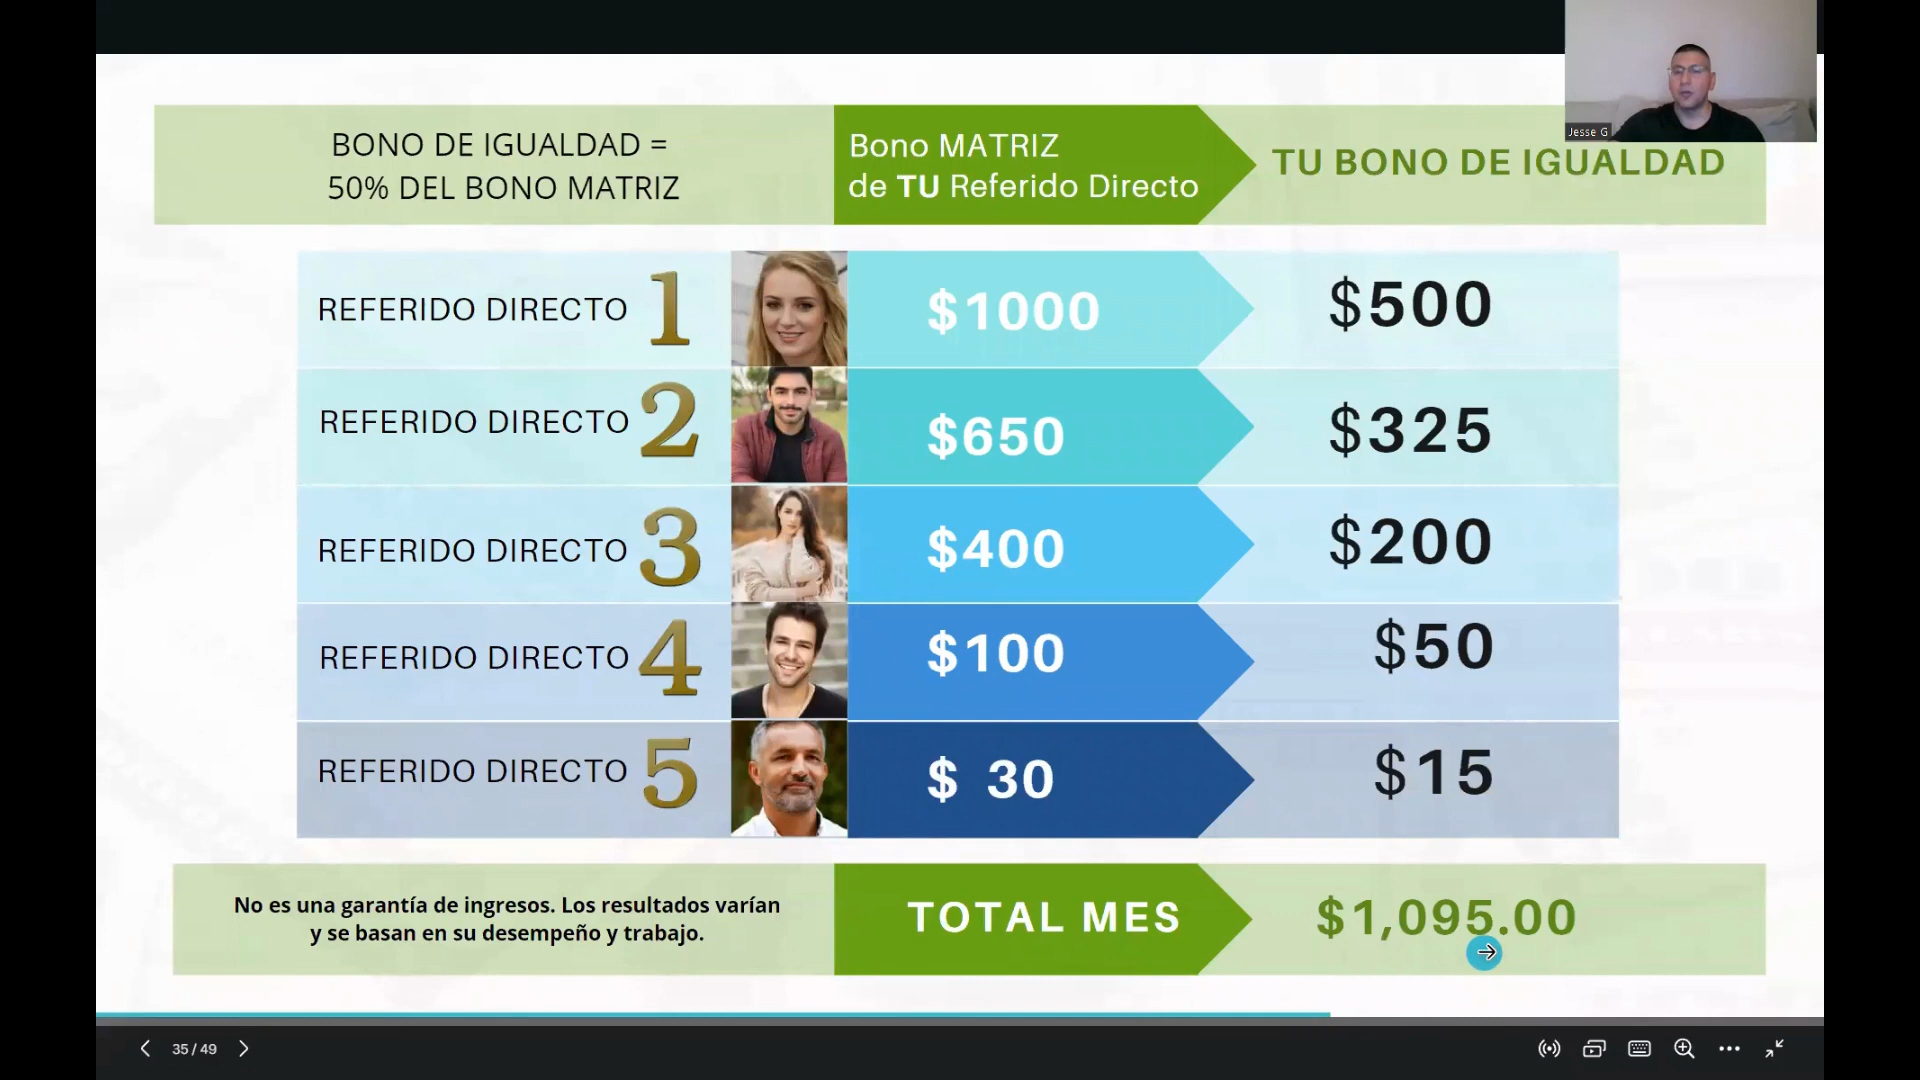 Jesse G
BONO DE IGUALDAD =
50% DEL BONO MATRIZ
Bono MATRIZ
de TU Referido Directo
TU BONO DE IGUALDAD
REFERIDO DIRECTO 1 $1000 $500
REFERIDO DIRECTO 2 $650 $325
REFERIDO DIRECTO 3 $400 $200
REFERIDO DIRECTO 4 $100 $50
REFERIDO DIRECTO 5 $ 30 $15
No es una garantía de ingresos. Los resultados varían
y se basan en su desempeño y trabajo.
TOTAL MES
$1,095.00
35 / 49